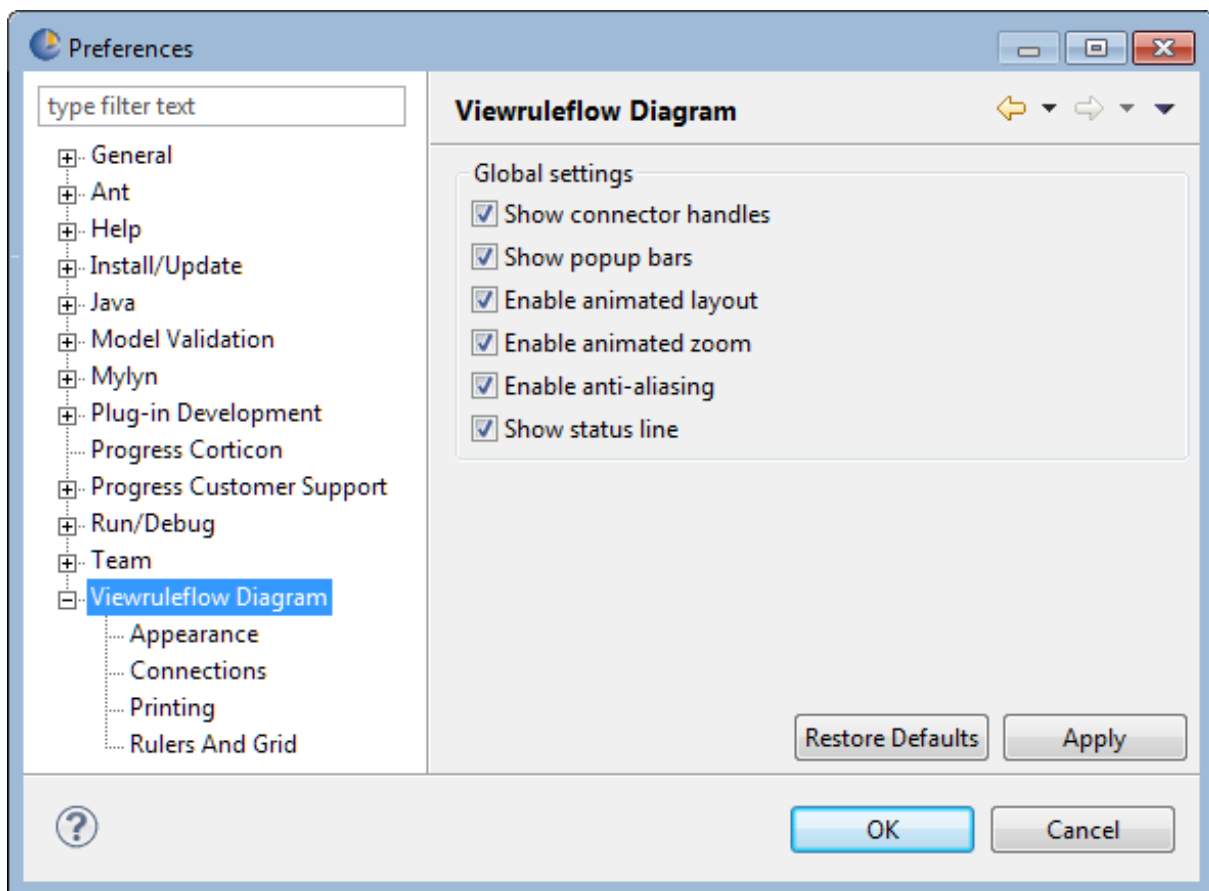 Preferences
type filter text
General
Ant
Help
Install/Update
Java
Model Validation
Mylyn
Plug-in Development
Progress Corticon
Progress Customer Support
Run/Debug
Team
Viewruleflow Diagram
Appearance
Connections
Printing
Rulers And Grid
Viewruleflow Diagram
Global settings
Show connector handles
Show popup bars
Enable animated layout
Enable animated zoom
Enable anti-aliasing
Show status line
Restore Defaults
Apply
OK
Cancel